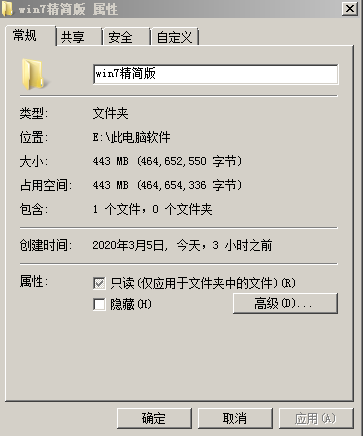 win7精简版 属性
常规 共享 安全 自定义
win7精简版
类型: 文件夹
位置: E:\此电脑软件
大小: 443 MB (464,652,550 字节)
占用空间: 443 MB (464,654,336 字节)
包含: 1 个文件，0 个文件夹
创建时间: 2020年3月5日, 今天，3 小时之前
属性: 只读(仅应用于文件夹中的文件)(R)
隐藏(H) 高级(D)...
确定 取消 应用(A)